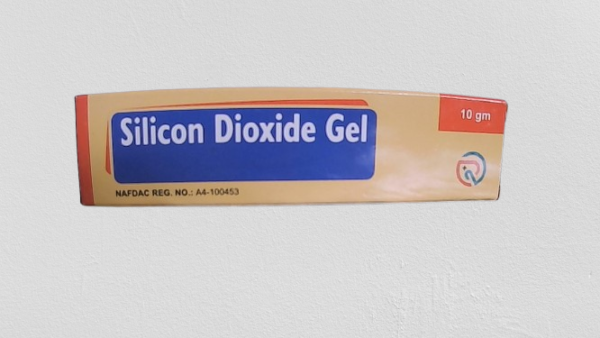 Silicon Dioxide Gel
10 gm
NAFDAC REG. NO.: A4-100453